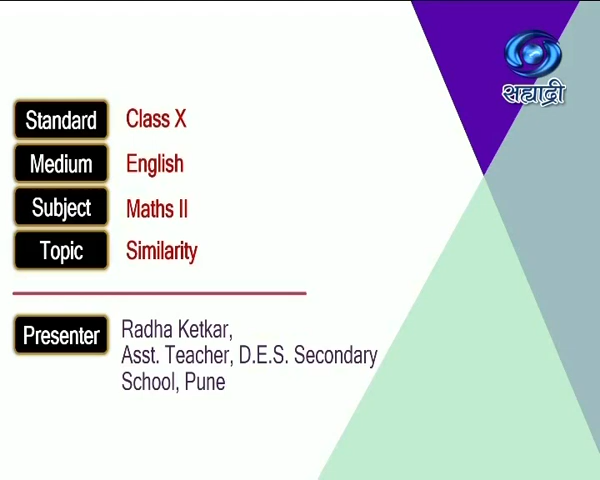 सह्याद्री
Standard Class X
Medium English
Subject Maths II
Topic Similarity
Presenter Radha Ketkar,
Asst. Teacher, D.E.S. Secondary
School, Pune